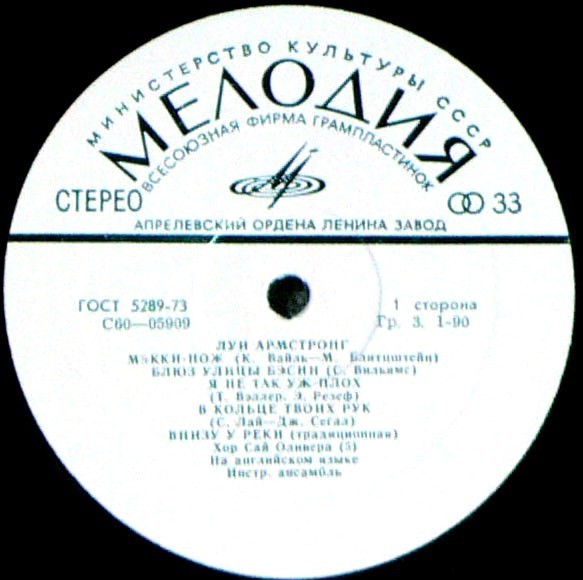 МИНИСТЕРСТВО КУЛЬТУРЫ СССР
МЕЛОДИЯ
ВСЕСОЮЗНАЯ ФИРМА ГРАМПЛАСТИНОК
СТЕРЕО
33
АПРЕЛЕВСКИЙ ОРДЕНА ЛЕНИНА ЗАВОД
ГОСТ 5289-73
1 сторона
С60—05909
Гр. 3. 1-90
ЛУИ АРМСТРОНГ
МЭККИ-НОЖ (К. Вайль—М. Блитцштейн)
БЛЮЗ УЛИЦЫ БЭСИН (С. Вильямс)
Я НЕ ТАК УЖ ПЛОХ
(Т. Вэллер, Э. Резеф)
В КОЛЬЦЕ ТВОИХ РУК
(С. Лай—Дж. Сегал)
ВНИЗУ У РЕКИ (традиционная)
Хор Сай Оливера (5)
На английском языке
Инстр. ансамбль